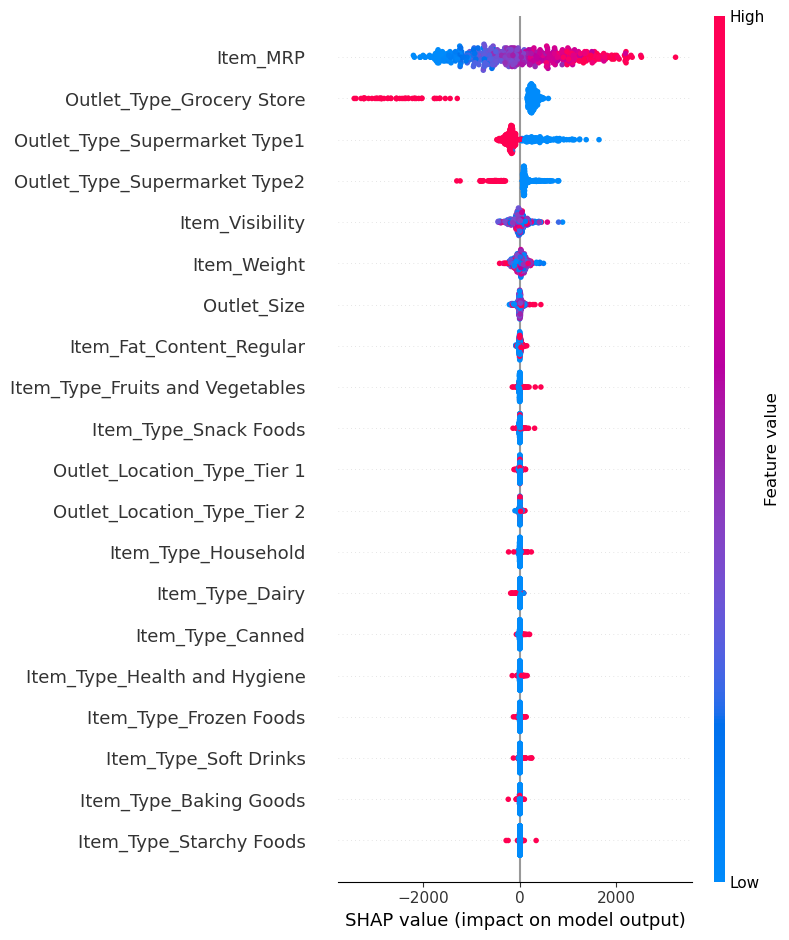 High
Item_MRP
Outlet_Type_Grocery Store
Outlet_Type_Supermarket Type1
Outlet_Type_Supermarket Type2
Item_Visibility
Item_Weight
Outlet_Size
Item_Fat_Content_Regular
Item_Type_Fruits and Vegetables
Item_Type_Snack Foods
Outlet_Location_Type_Tier 1
Outlet_Location_Type_Tier 2
Item_Type_Household
Item_Type_Dairy
Item_Type_Canned
Item_Type_Health and Hygiene
Item_Type_Frozen Foods
Item_Type_Soft Drinks
Item_Type_Baking Goods
Item_Type_Starchy Foods
Feature value
Low
−2000 0 2000
SHAP value (impact on model output)